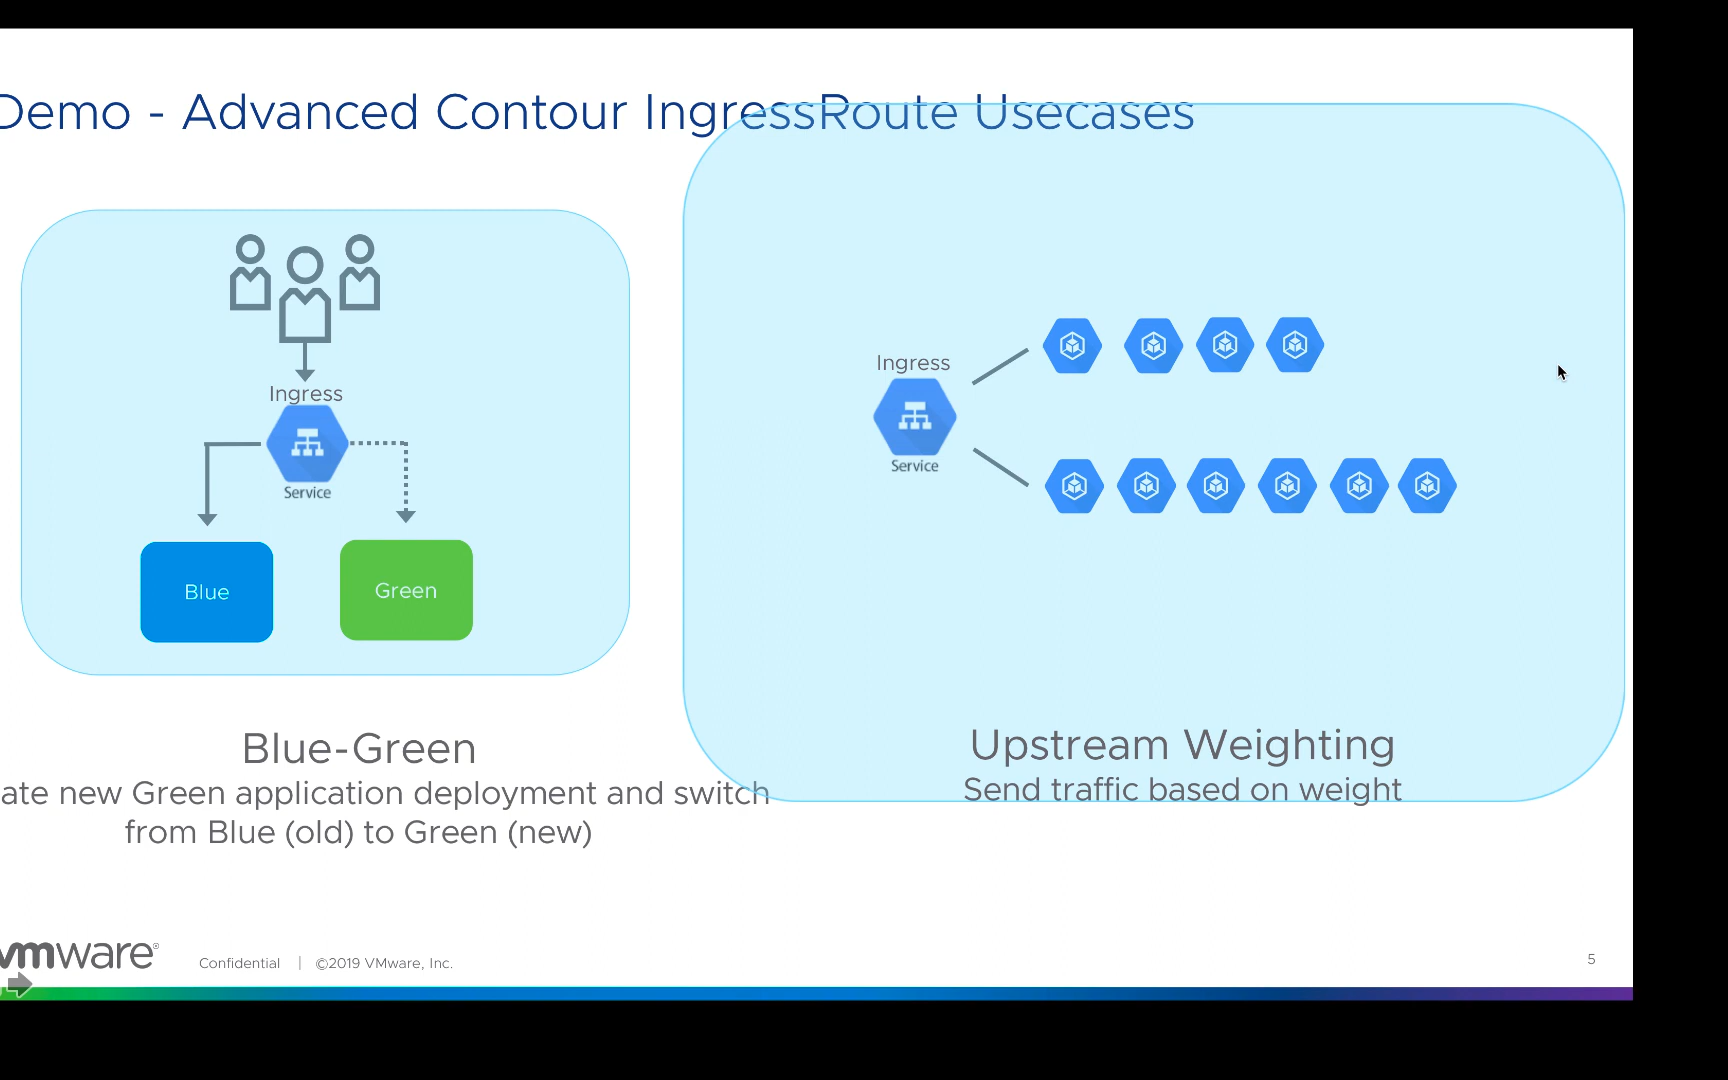 Demo - Advanced Contour IngressRoute Usecases
Ingress
Service
Blue
Green
Blue-Green
ate new Green application deployment and switch
from Blue (old) to Green (new)
Ingress
Service
Upstream Weighting
Send traffic based on weight
vmware®
Confidential | ©2019 VMware, Inc.
5